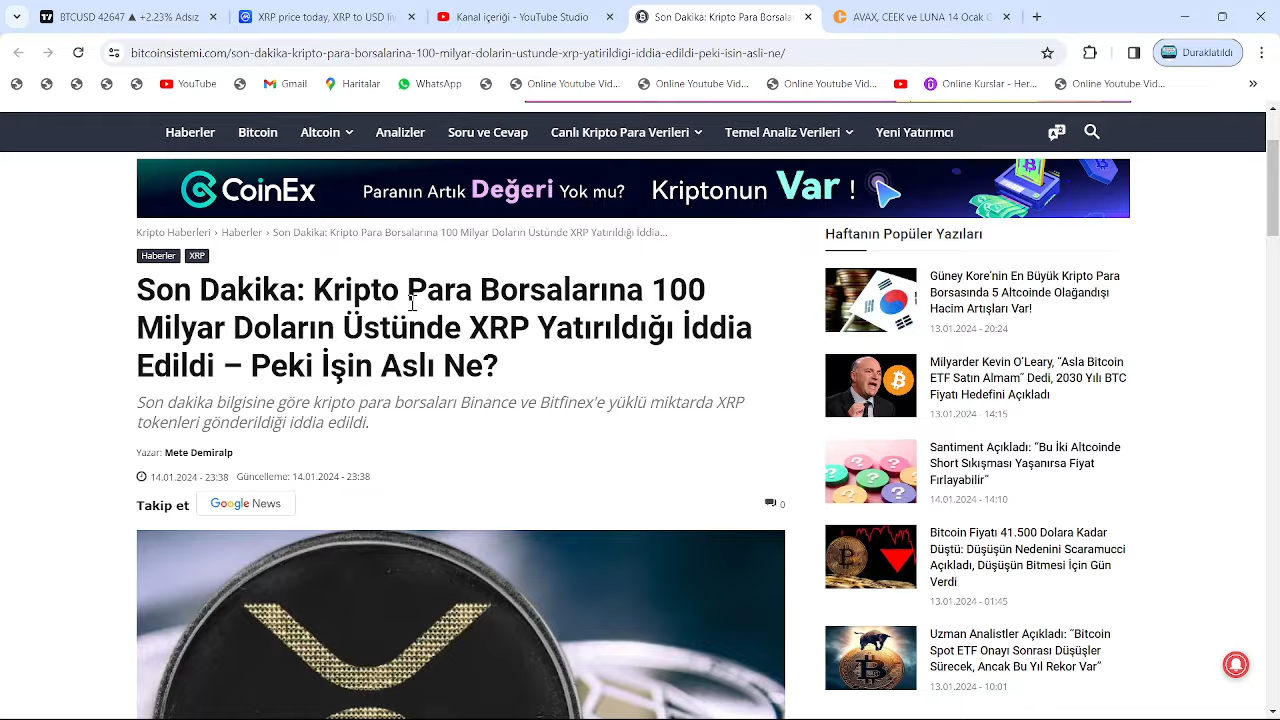 BTCUSD 42647 ▲ +2.23% Adsız
XRPUSDT, XRP to USD li
Kanal içeriği - YouTube Studio
Son Dakika: Kripto Para Borsala
AVAX, CEEK ve LUNA 14 Ocak G
bitcoinsistemi.com/son-dakika-kripto-para-borsalarina-100-milyar-dolarin-ustunde-xrp-yatirildigi-iddia-edildi-peki-isin-asli-ne/
Duraklatıldı
YouTube
Gmail
Haritalar
WhatsApp
Online Youtube Vid...
Online Youtube Vid...
Online Youtube Vid...
Online Kurslar - Her...
Online Youtube Vid...
Haberler Bitcoin Altcoin Analizler Soru ve Cevap Canlı Kripto Para Verileri Temel Analiz Verileri Yeni Yatırımcı
CoinEx Paranın Artık Değeri Yok mu? Kriptonun Var !
Kripto Haberleri › Haberler › Son Dakika: Kripto Para Borsalarına 100 Milyar Doların Üstünde XRP Yatırıldığı İddia...
Haberler XRP
Son Dakika: Kripto Para Borsalarına 100
Milyar Doların Üstünde XRP Yatırıldığı İddia
Edildi – Peki İşin Aslı Ne?
Son dakika bilgisine göre kripto para borsaları Binance ve Bitfinex'e yüklü miktarda XRP
tokenleri gönderildiği iddia edildi.
Yazar: Mete Demiralp
14.01.2024 - 23:38 Güncelleme: 14.01.2024 - 23:38
Takip et Google News
0
Haftanın Popüler Yazıları
Güney Kore'nin En Büyük Kripto Para
Borsasında 5 Altcoinde Olağandışı
Hacim Artışları Var!
13.01.2024 - 20:24
Milyarder Kevin O'Leary, "Asla Bitcoin
ETF Satın Almam" Dedi, 2030 Yılı BTC
Fiyatı Hedefini Açıkladı
13.01.2024 - 14:15
Santiment Açıkladı: "Bu İki Altcoinde
Short Sıkışması Yaşanırsa Fiyat
Fırlayabilir"
14.01.2024 - 14:10
Bitcoin Fiyatı 41.500 Dolara Kadar
Düştü: Düşüşün Nedenini Scaramucci
Açıkladı, Düşüşün Bitmesi İçin Gün
Verdi
13.01.2024 - 01:45
Uzman Analistler Açıkladı: "Bitcoin
Spot ETF Onayı Sonrası Düşüşler
Sürecek, Ancak Bu Yıl Rekor Var"
13.01.2024 - 10:01